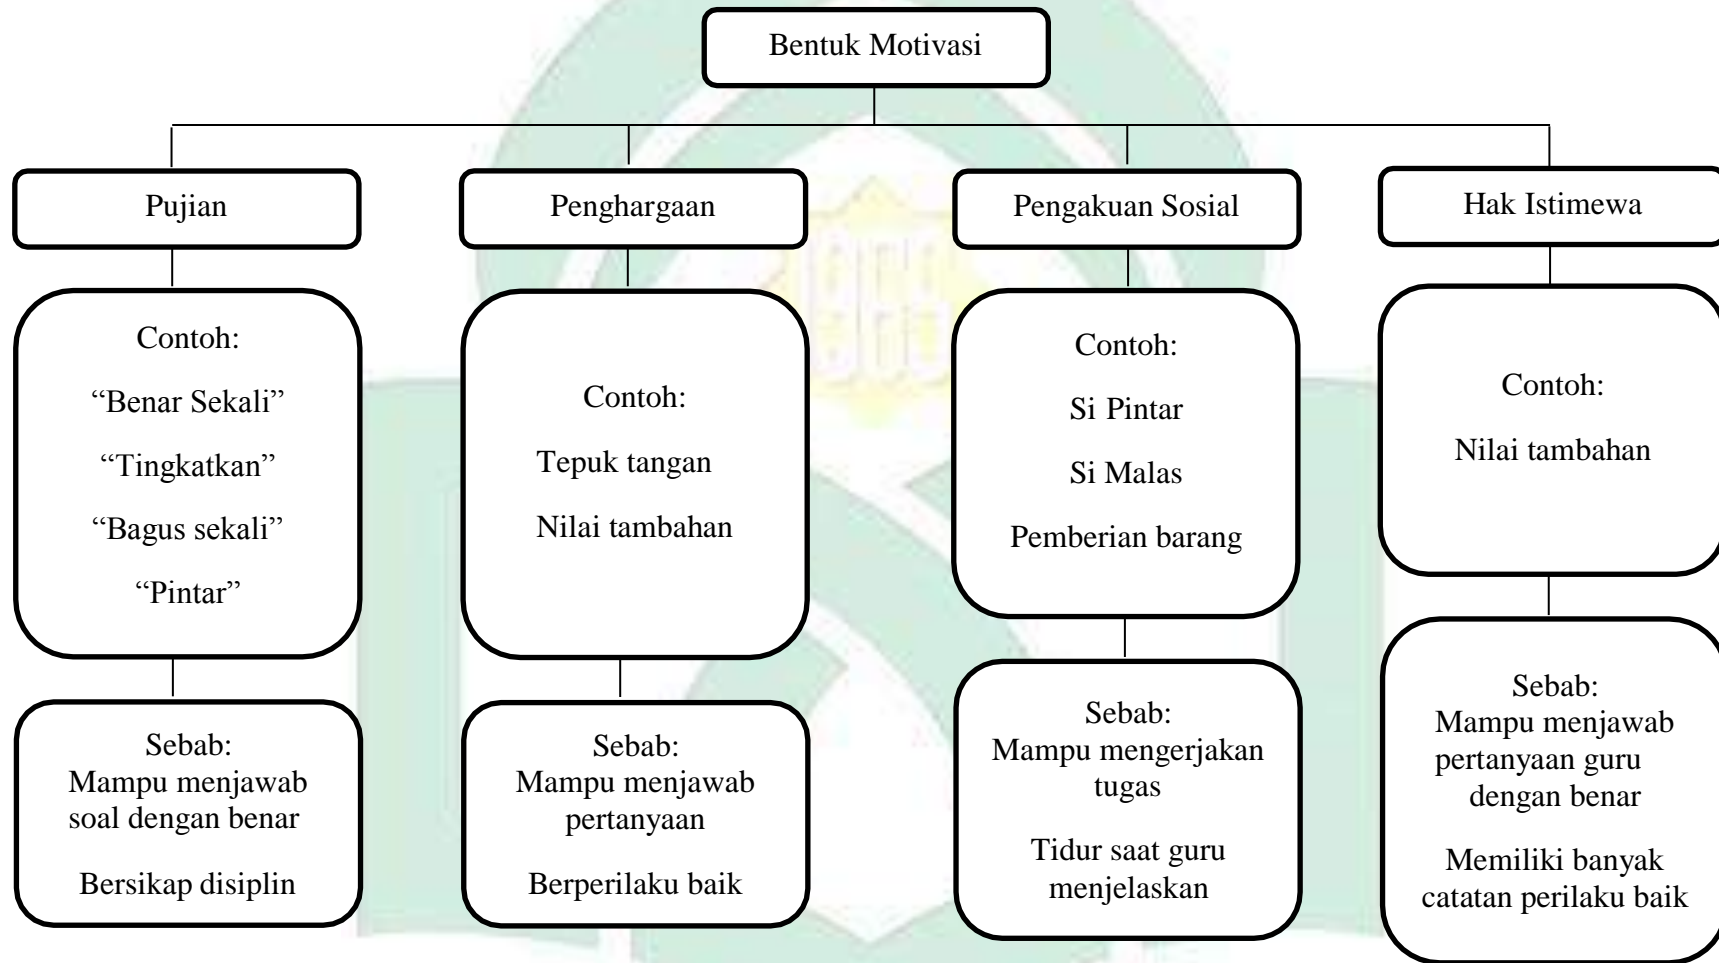 Bentuk Motivasi
Pujian
Penghargaan
Pengakuan Sosial
Hak Istimewa
Contoh:
“Benar Sekali”
“Tingkatkan”
“Bagus sekali”
“Pintar”
Contoh:
Tepuk tangan
Nilai tambahan
Contoh:
Si Pintar
Si Malas
Pemberian barang
Contoh:
Nilai tambahan
Sebab:
Mampu menjawab
soal dengan benar
Bersikap disiplin
Sebab:
Mampu menjawab
pertanyaan
Berperilaku baik
Sebab:
Mampu mengerjakan
tugas
Tidur saat guru
menjelaskan
Sebab:
Mampu menjawab
pertanyaan guru
dengan benar
Memiliki banyak
catatan perilaku baik